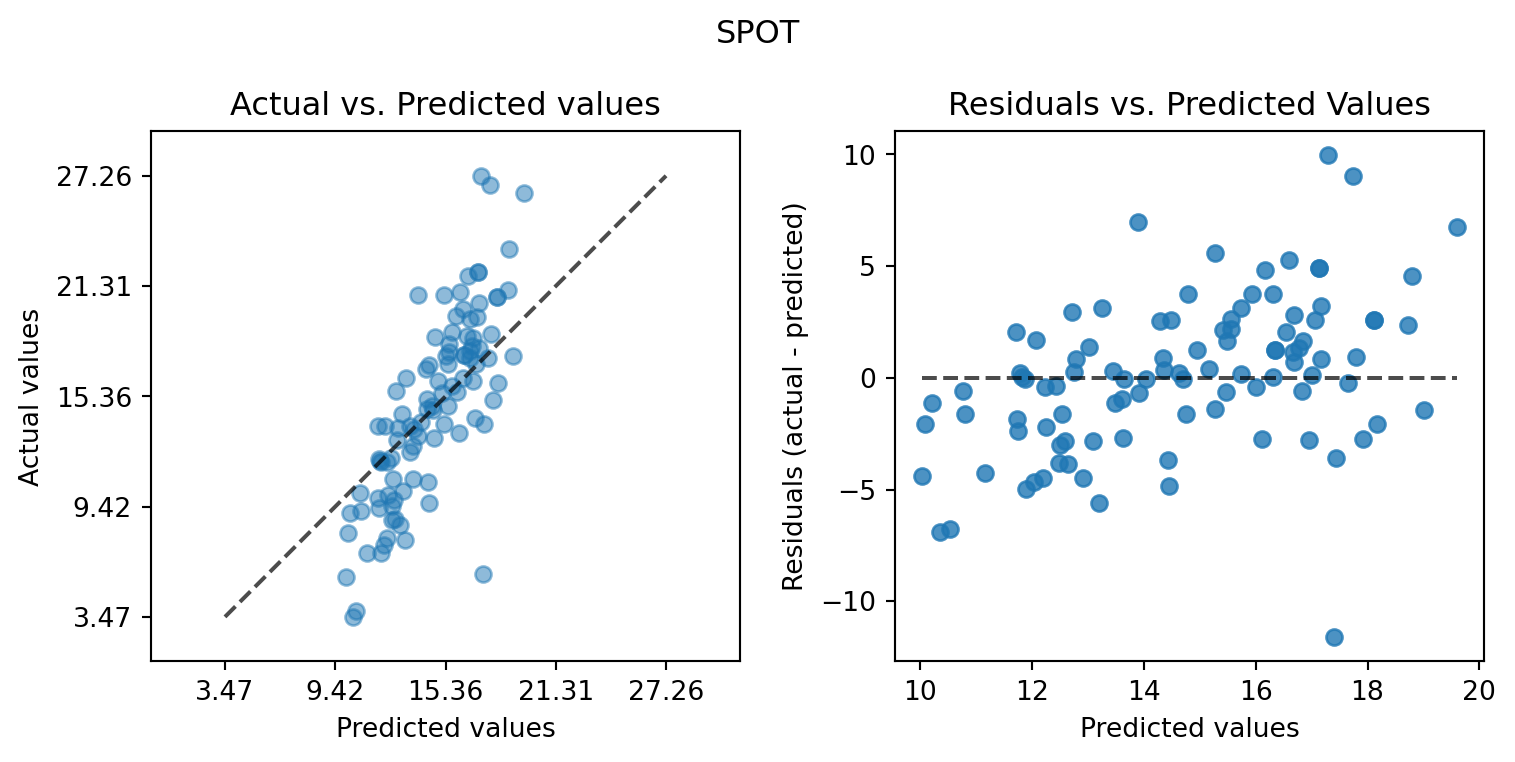 SPOT
Actual vs. Predicted values
Actual values
27.26
21.31
15.36
9.42
3.47
3.47 9.42 15.36 21.31 27.26
Predicted values
Residuals vs. Predicted Values
Residuals (actual - predicted)
10
5
0
−5
−10
10 12 14 16 18 20
Predicted values